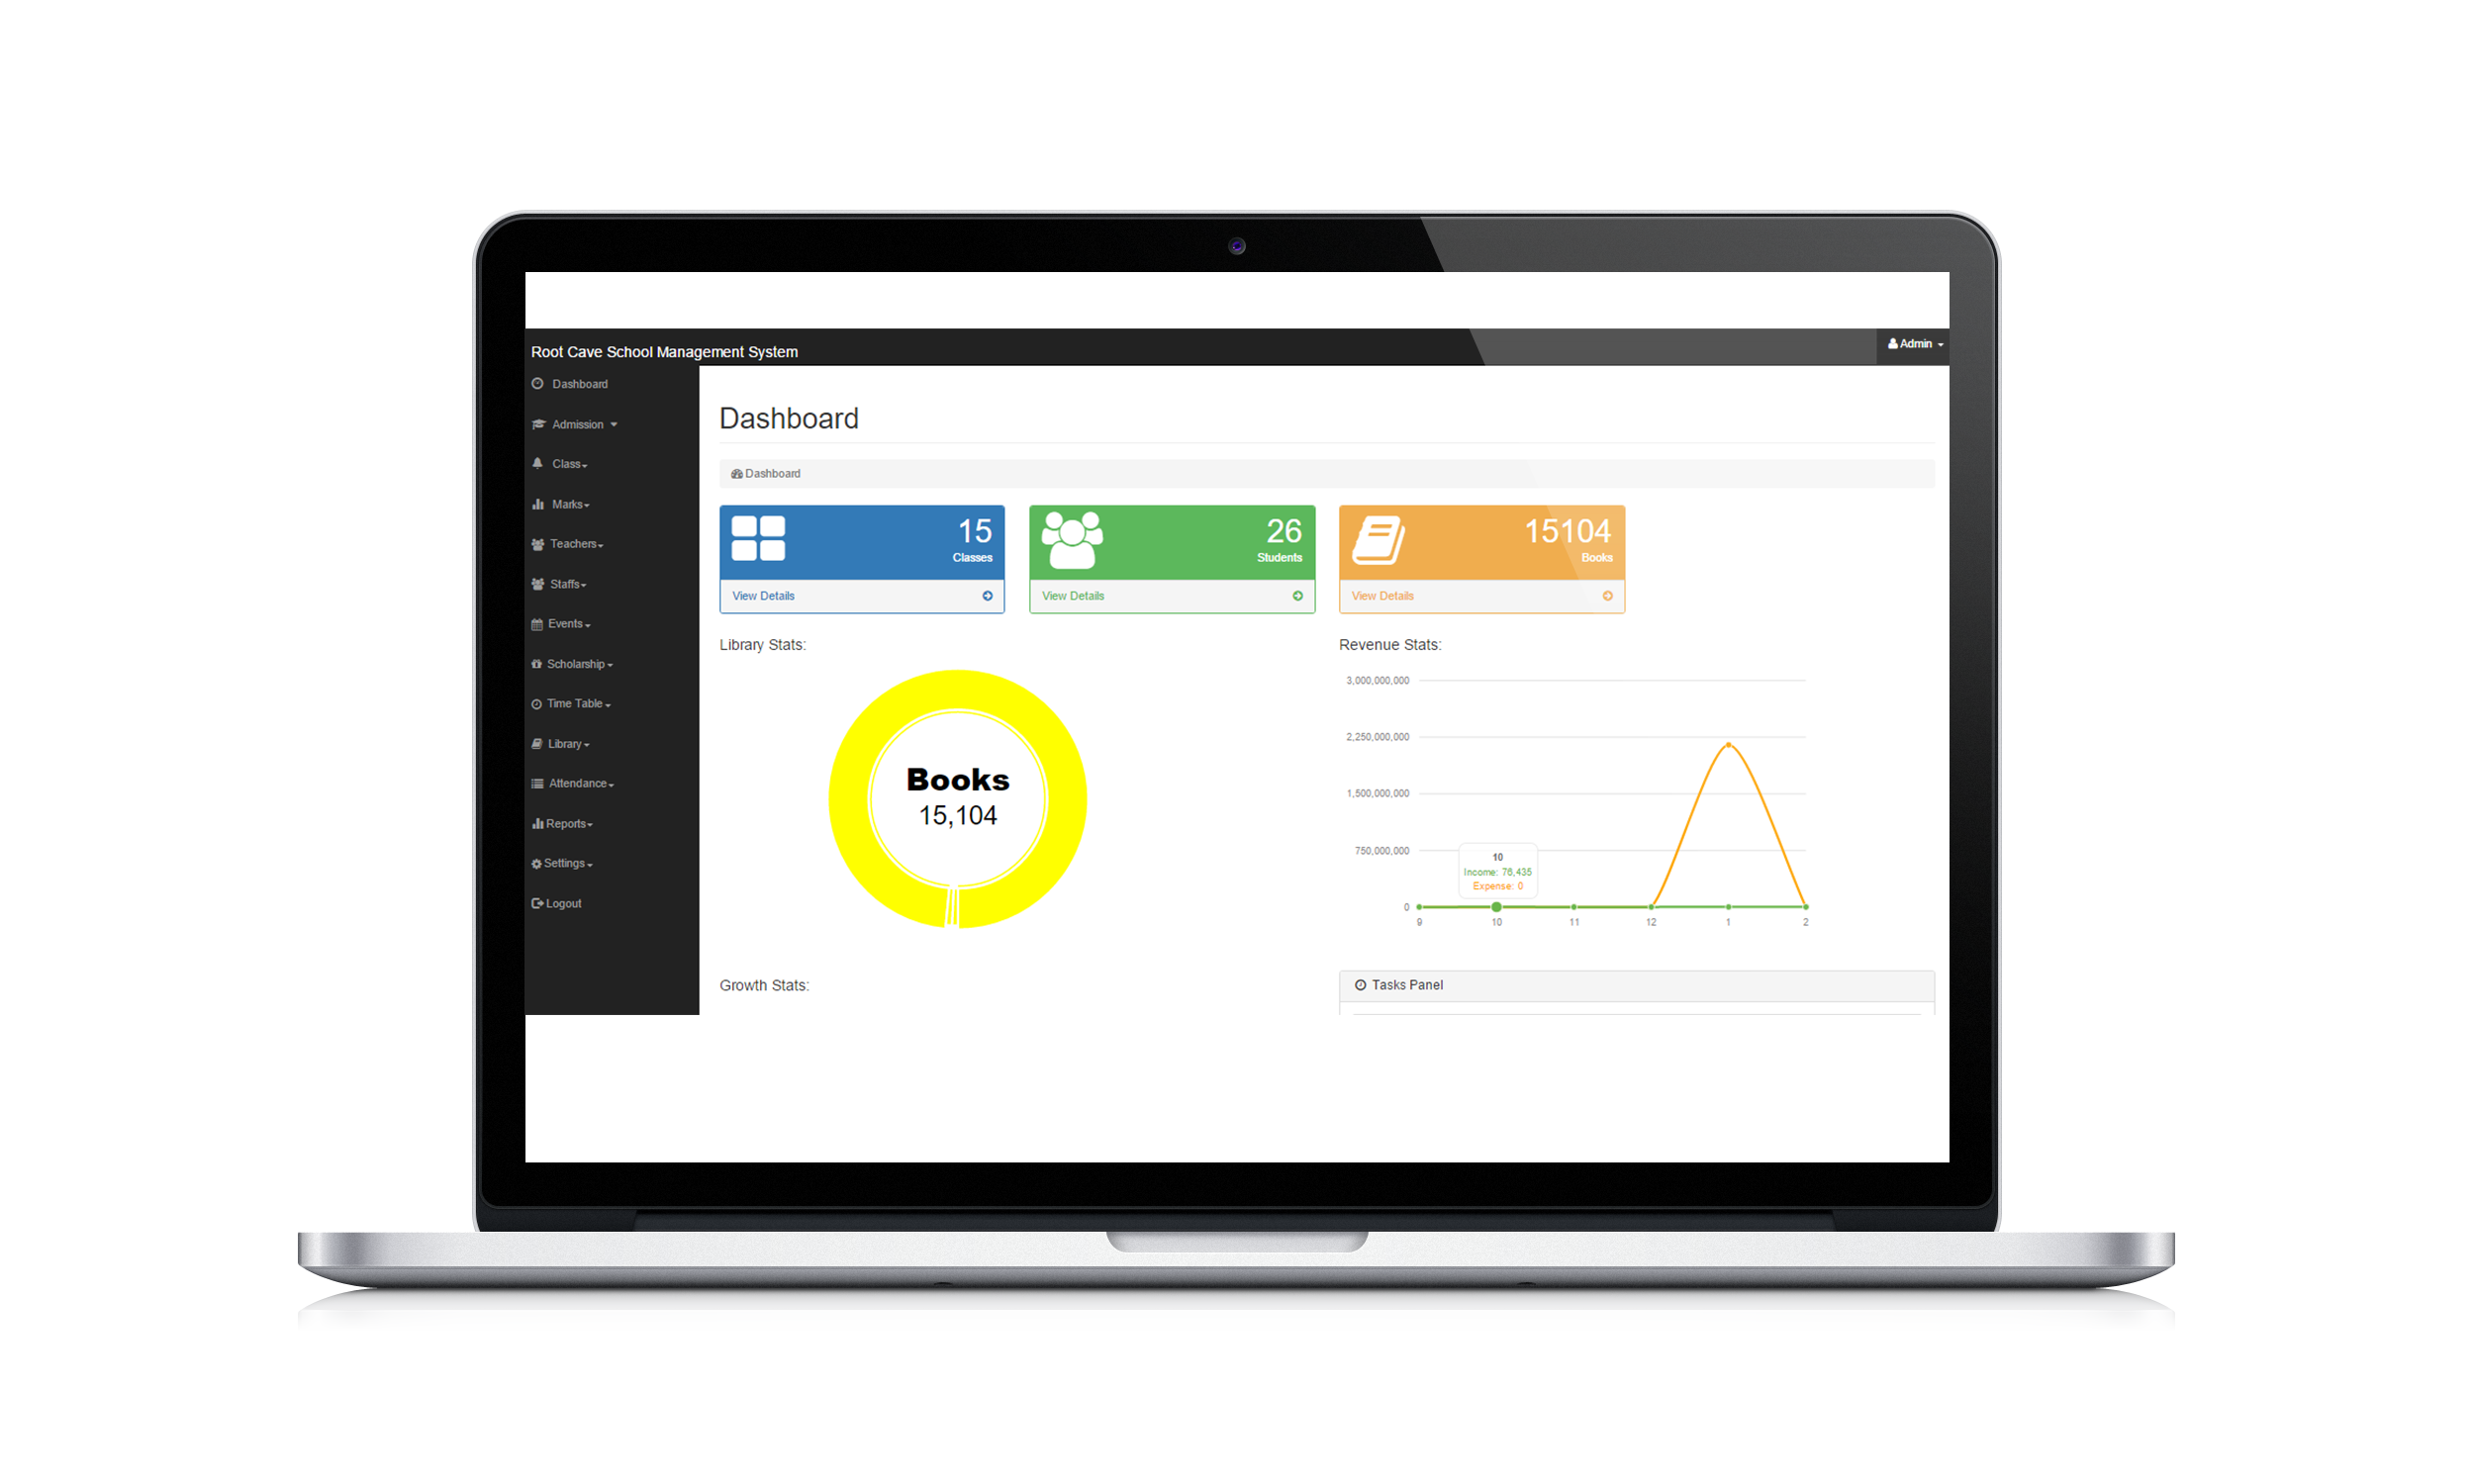 Root Cave School Management System
Admin
Dashboard
Admission
Class
Marks
Teachers
Staffs
Events
Scholarship
Time Table
Library
Attendance
Reports
Settings
Logout
Dashboard
Dashboard
15
Classes
View Details
26
Students
View Details
15104
Books
View Details
Library Stats:
Books
15,104
Revenue Stats:
3,000,000,000
2,250,000,000
1,500,000,000
750,000,000
0
10
Income: 76,435
Expense: 0
9 10 11 12 1 2
Growth Stats:
Tasks Panel